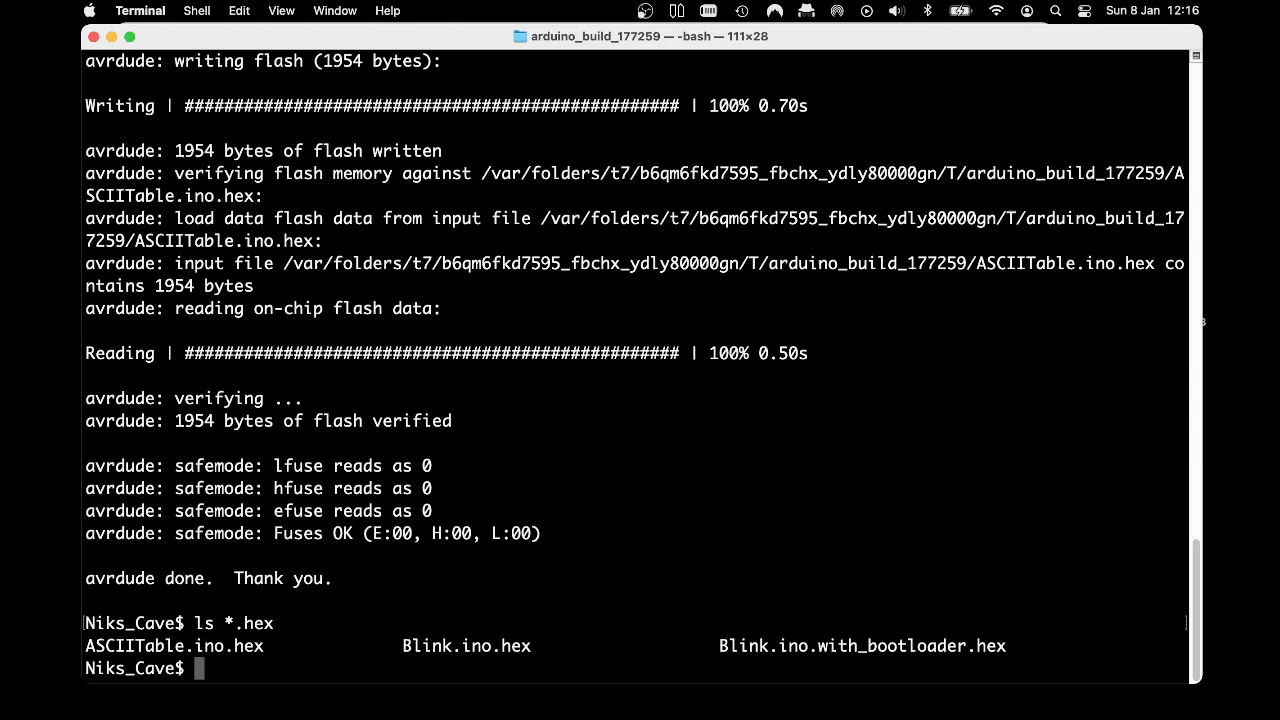 Terminal Shell Edit View Window Help Sun 8 Jan 12:16
arduino_build_177259 — -bash — 111×28
avrdude: writing flash (1954 bytes):
Writing | ################################################## | 100% 0.70s
avrdude: 1954 bytes of flash written
avrdude: verifying flash memory against /var/folders/t7/b6qm6fkd7595_fbchx_ydly80000gn/T/arduino_build_177259/A
SCIITable.ino.hex:
avrdude: load data flash data from input file /var/folders/t7/b6qm6fkd7595_fbchx_ydly80000gn/T/arduino_build_17
7259/ASCIITable.ino.hex:
avrdude: input file /var/folders/t7/b6qm6fkd7595_fbchx_ydly80000gn/T/arduino_build_177259/ASCIITable.ino.hex co
ntains 1954 bytes
avrdude: reading on-chip flash data:
Reading | ################################################## | 100% 0.50s
avrdude: verifying ...
avrdude: 1954 bytes of flash verified
avrdude: safemode: lfuse reads as 0
avrdude: safemode: hfuse reads as 0
avrdude: safemode: efuse reads as 0
avrdude: safemode: Fuses OK (E:00, H:00, L:00)
avrdude done.  Thank you.
Niks_Cave$ ls *.hex
ASCIITable.ino.hex Blink.ino.hex Blink.ino.with_bootloader.hex
Niks_Cave$